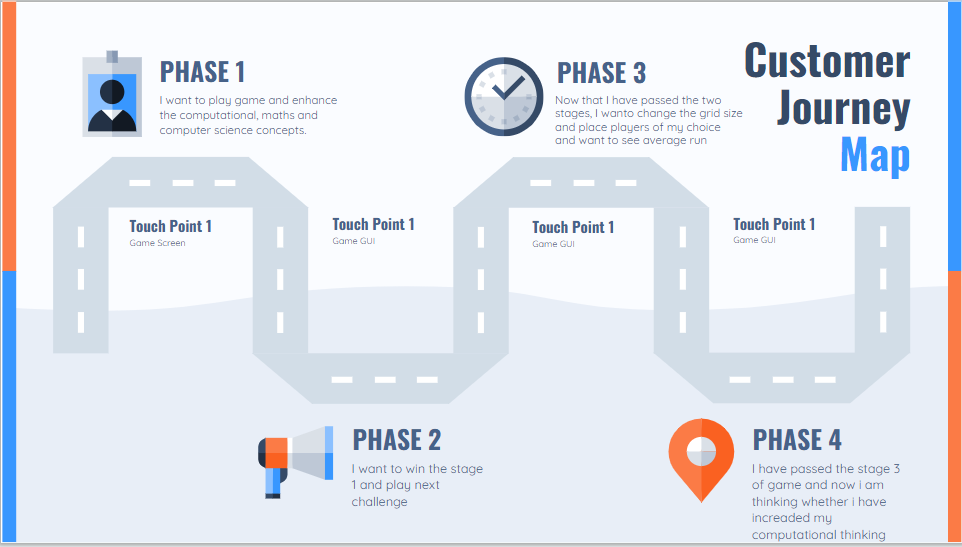 Customer
Journey
Map
PHASE 1
I want to play game and enhance
the computational, maths and
computer science concepts.
PHASE 3
Now that I have passed the two
stages, I wanto change the grid size
and place players of my choice
and want to see average run
Touch Point 1
Game Screen
Touch Point 1
Game GUI
Touch Point 1
Game GUI
Touch Point 1
Game GUI
PHASE 2
I want to win the stage
1 and play next
challenge
PHASE 4
I have passed the stage 3
of game and now i am
thinking whether i have
increaded my
computational thinking